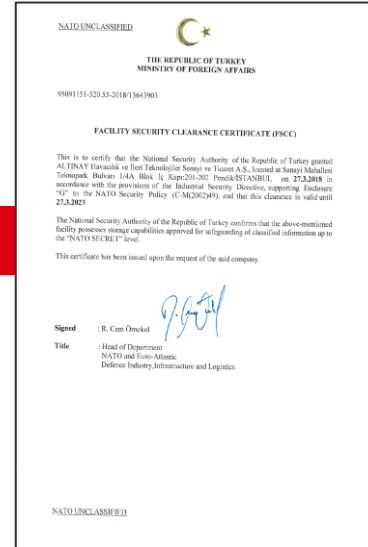 NATO UNCLASSIFIED
THE REPUBLIC OF TURKEY
MINISTRY OF FOREIGN AFFAIRS
95091151-520.55-2018/13643903
FACILITY SECURITY CLEARANCE CERTIFICATE (FSCC)
This is to certify that the National Security Authority of the Republic of Turkey granted
ALTINAY Havacılık ve İleri Teknolojiler Sanayi ve Ticaret A.Ş., located at Sanayi Mahallesi
Teknopark Bulvarı 1/4A Blok İç Kapı:201-202 Pendik/İSTANBUL on 27.3.2018 in
accordance with the provisions of the Industrial Security Directive, supporting Enclosure
"G" to the NATO Security Policy (C-M(2002)49), and that this clearance is valid until
27.3.2023
The National Security Authority of the Republic of Turkey confirms that the above-mentioned
facility possesses storage capabilities approved for safeguarding of classified information up to
the "NATO SECRET" level.
This certificate has been issued upon the request of the said company.
Signed : R. Cem Örnekol
Title : Head of Department
NATO and Euro-Atlantic
Defence Industry,Infrastructure and Logistics
NATO UNCLASSIFIED